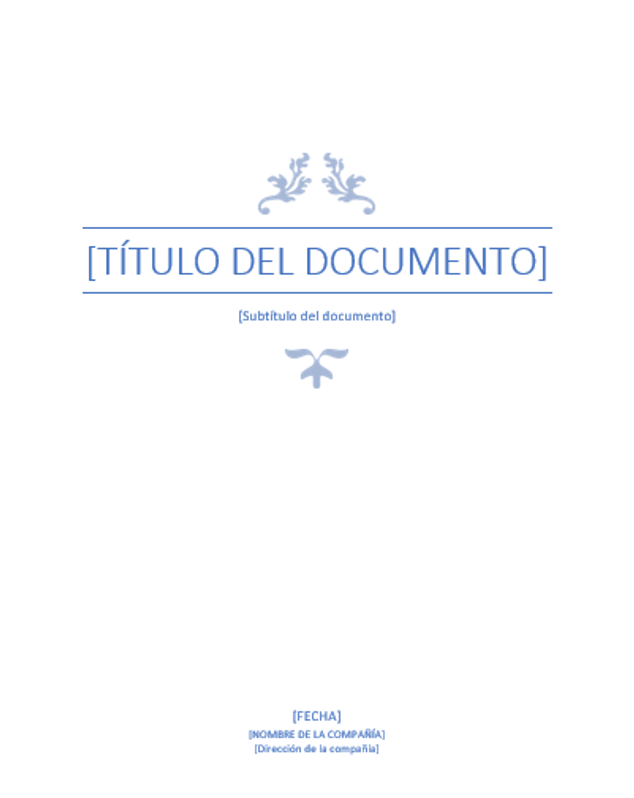 [TÍTULO DEL DOCUMENTO]
[Subtítulo del documento]
[FECHA]
[NOMBRE DE LA COMPAÑÍA]
[Dirección de la compañía]